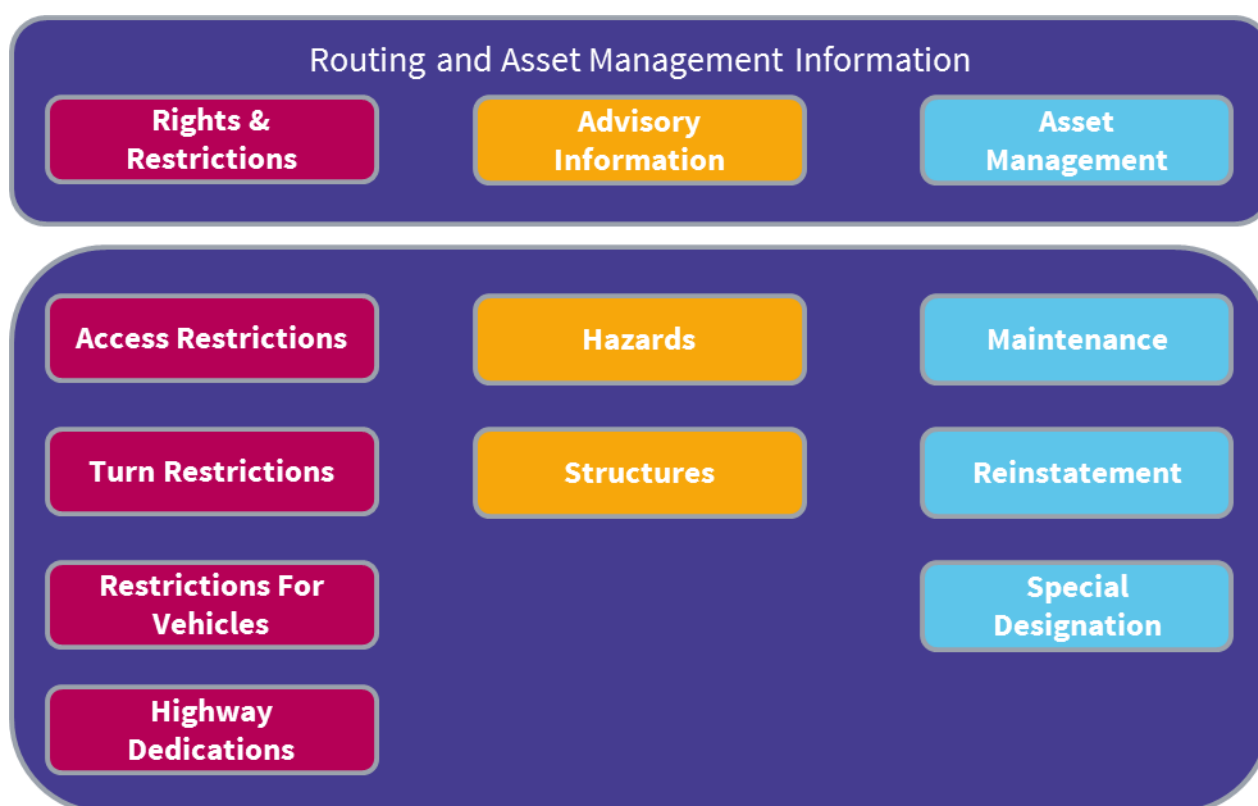 Routing and Asset Management Information
Rights &
Restrictions
Advisory
Information
Asset
Management
Access Restrictions
Hazards
Maintenance
Turn Restrictions
Structures
Reinstatement
Restrictions For
Vehicles
Special
Designation
Highway
Dedications